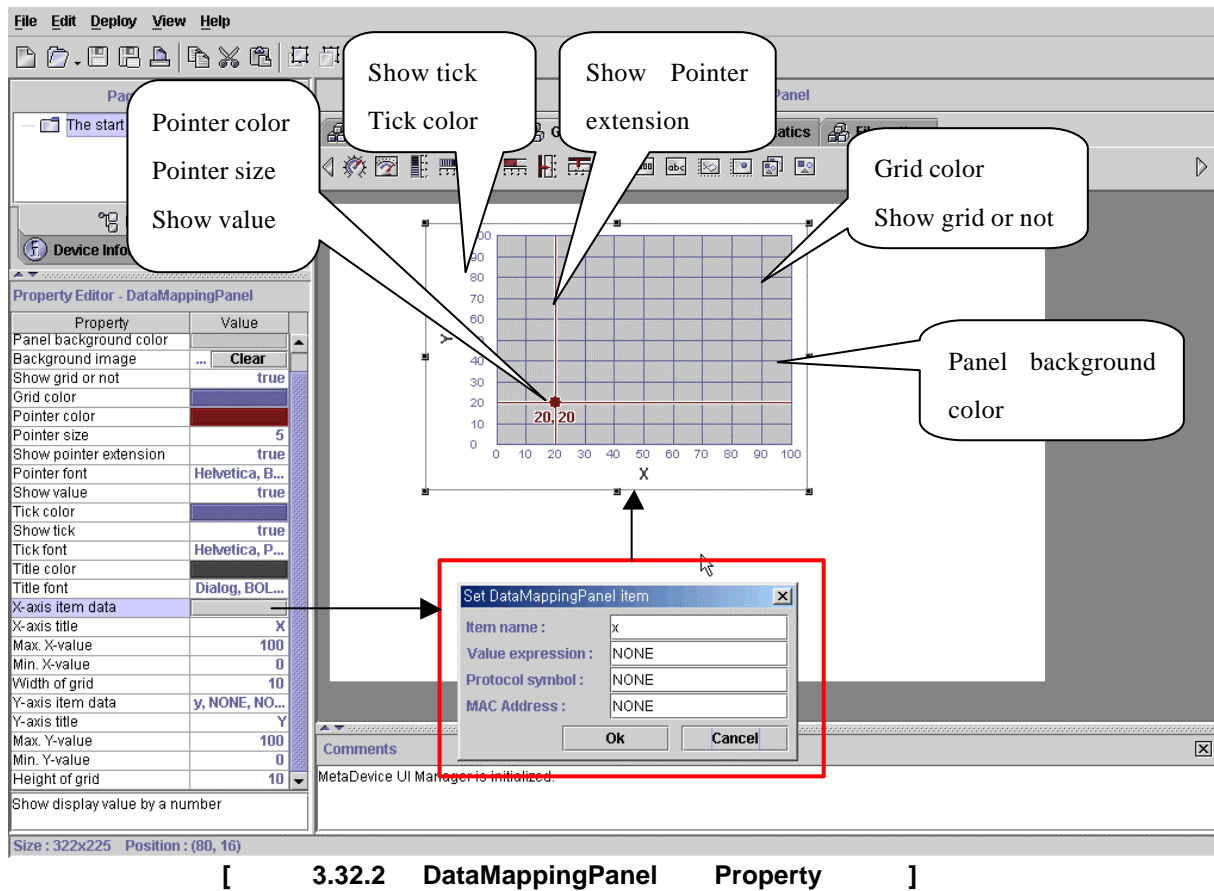 File Edit Deploy View Help
Show tick
Tick color
Show Pointer
extension
Pointer color
Pointer size
Show value
Grid color
Show grid or not
Panel background
color
The start
Device Info
Panel
Property Editor - DataMappingPanel
Property Value
Panel background color
Background image ... Clear
Show grid or not true
Grid color
Pointer color
Pointer size 5
Show pointer extension true
Pointer font Helvetica, B...
Show value true
Tick color
Show tick true
Tick font Helvetica, P...
Title color
Title font Dialog, BOL...
X-axis item data
X-axis title X
Max. X-value 100
Min. X-value 0
Width of grid 10
Y-axis item data y, NONE, NO...
Y-axis title Y
Max. Y-value 100
Min. Y-value 0
Height of grid 10
Show display value by a number
90
80
70
60
Y
40
30
20
10
0
20, 20
0 10 20 30 40 50 60 70 80 90 100
X
Set DataMappingPanel item
Item name : x
Value expression : NONE
Protocol symbol : NONE
MAC Address : NONE
Ok Cancel
Comments
MetaDevice UI Manager is initialized.
Size : 322x225 Position : (80, 16)
[ 3.32.2 DataMappingPanel Property ]